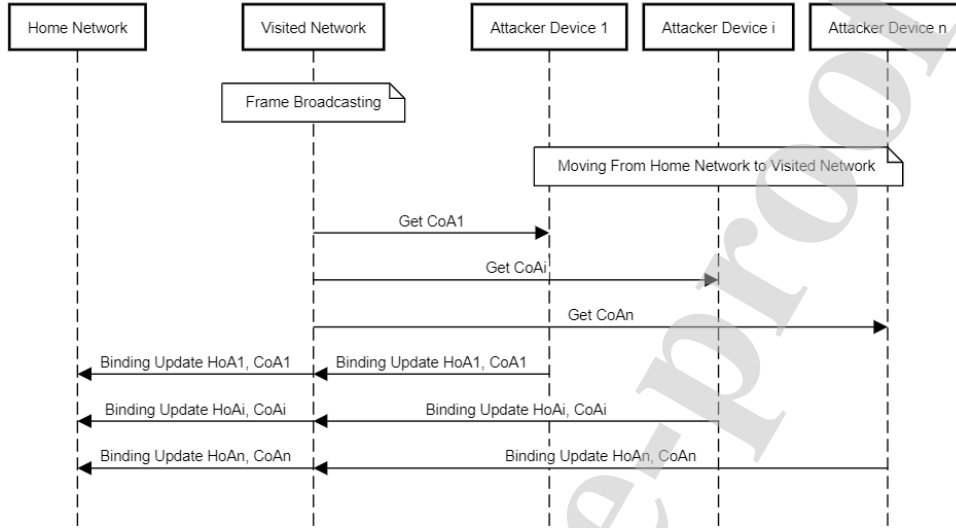 Home Network
Visited Network
Attacker Device 1
Attacker Device i
Attacker Device n
Frame Broadcasting
Moving From Home Network to Visited Network
Get CoA1
Get CoAi
Get CoAn
Binding Update HoA1, CoA1
Binding Update HoA1, CoA1
Binding Update HoAi, CoAi
Binding Update HoAi, CoAi
Binding Update HoAn, CoAn
Binding Update HoAn, CoAn
e-proo